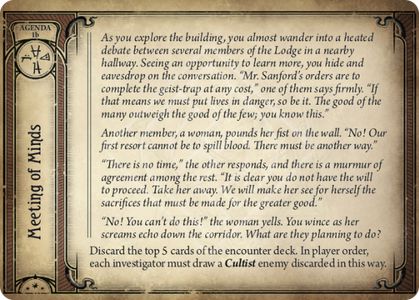 AGENDA
1b
Meeting of Minds
As you explore the building, you almost wander into a heated
debate between several members of the Lodge in a nearby
hallway. Seeing an opportunity to learn more, you hide and
eavesdrop on the conversation. “Mr. Sanford’s orders are to
complete the geist-trap at any cost,” one of them says firmly. “If
that means we must put lives in danger, so be it. The good of the
many outweigh the good of the few; you know this.”
Another member, a woman, pounds her fist on the wall. “No! Our
first resort cannot be to spill blood. There must be another way.”
“There is no time,” the other responds, and there is a murmur of
agreement among the rest. “It is clear you do not have the will
to proceed. Take her away. We will make her see for herself the
sacrifices that must be made for the greater good.”
“No! You can’t do this!” the woman yells. You wince as her
screams echo down the corridor. What are they planning to do?
Discard the top 5 cards of the encounter deck. In player order,
each investigator must draw a Cultist enemy discarded in this way.